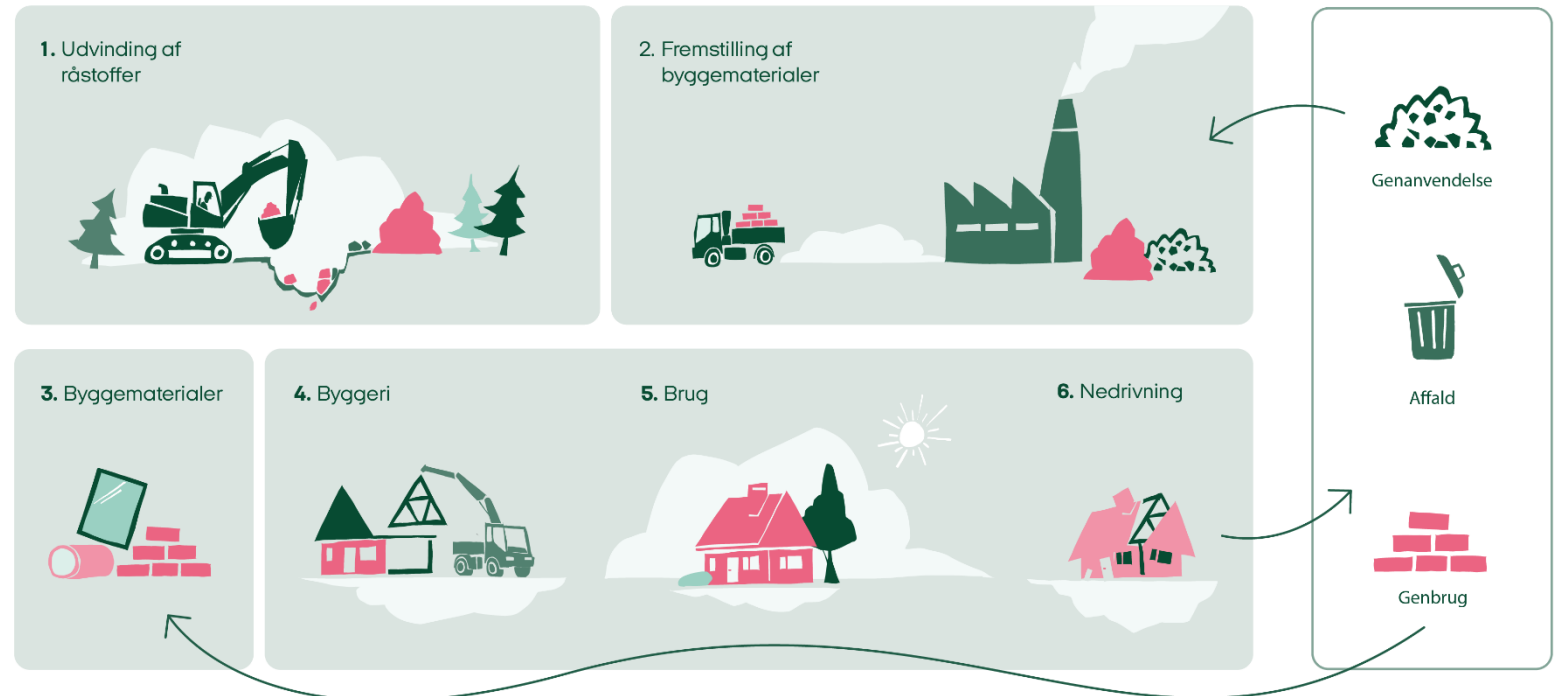 1. Udvinding af
råstoffer
2. Fremstilling af
byggematerialer
Genanvendelse
Affald
3. Byggematerialer
4. Byggeri
5. Brug
6. Nedrivning
Genbrug